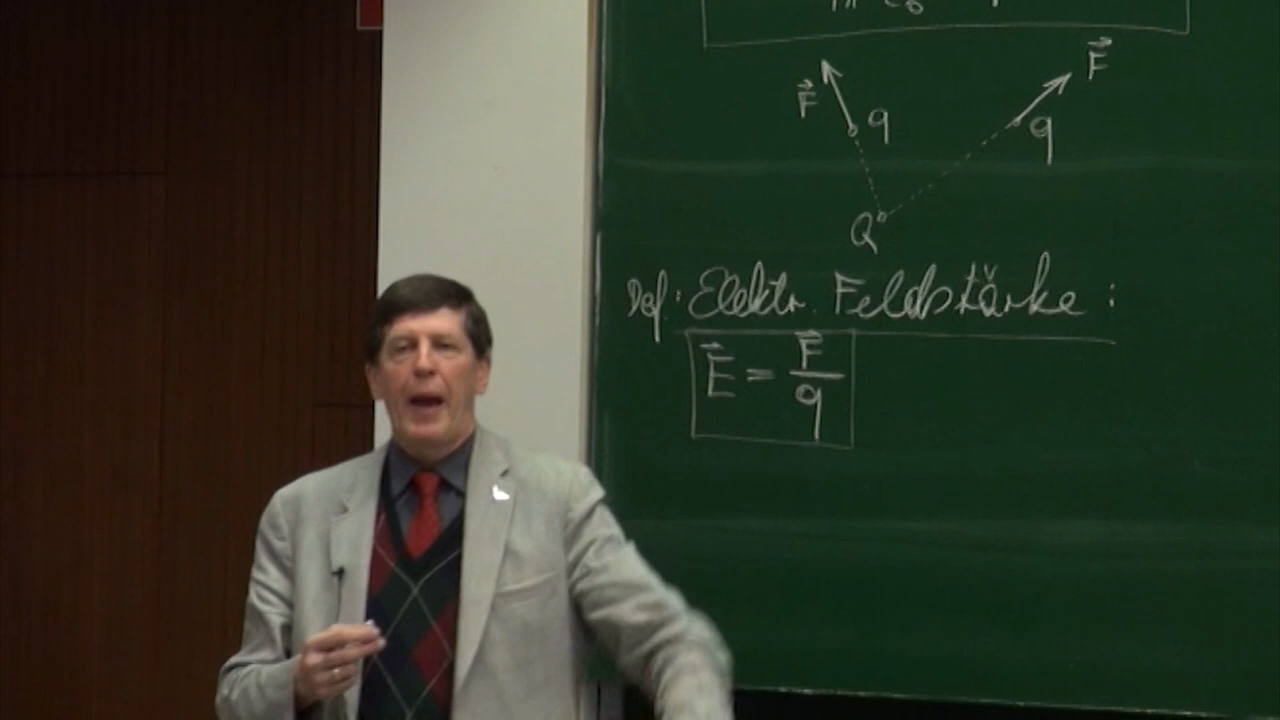 F⃗ q
q F⃗
Q
Def: Elektr. Feldstärke :
E⃗ = F⃗ / q